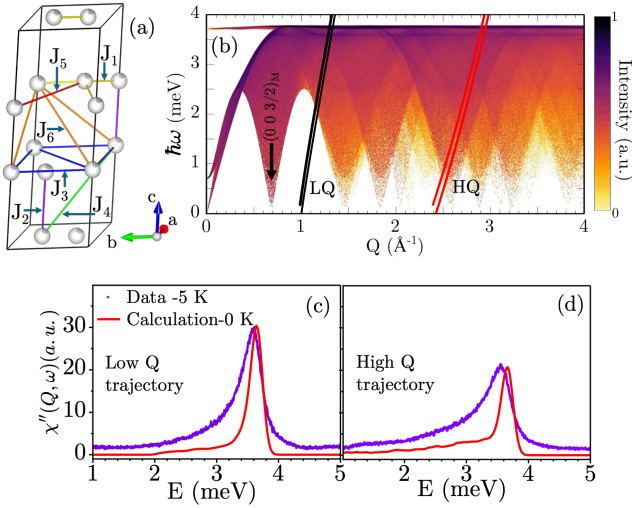 (a)
J5
J1
J6
J2
J3
J4
c
a
b
(b)
4
3
2
1
0
ħω (meV)
(0 0 3/2)M
LQ
HQ
0
1
2
3
4
Q (Å-1)
1
0
Intensity (a.u.)
(c)
Data -5 K
Calculation-0 K
Low Q
trajectory
30
20
10
0
χ′′(Q, ω)(a. u.)
1
2
3
4
5
E (meV)
(d)
High Q
trajectory
2
3
4
5
E (meV)